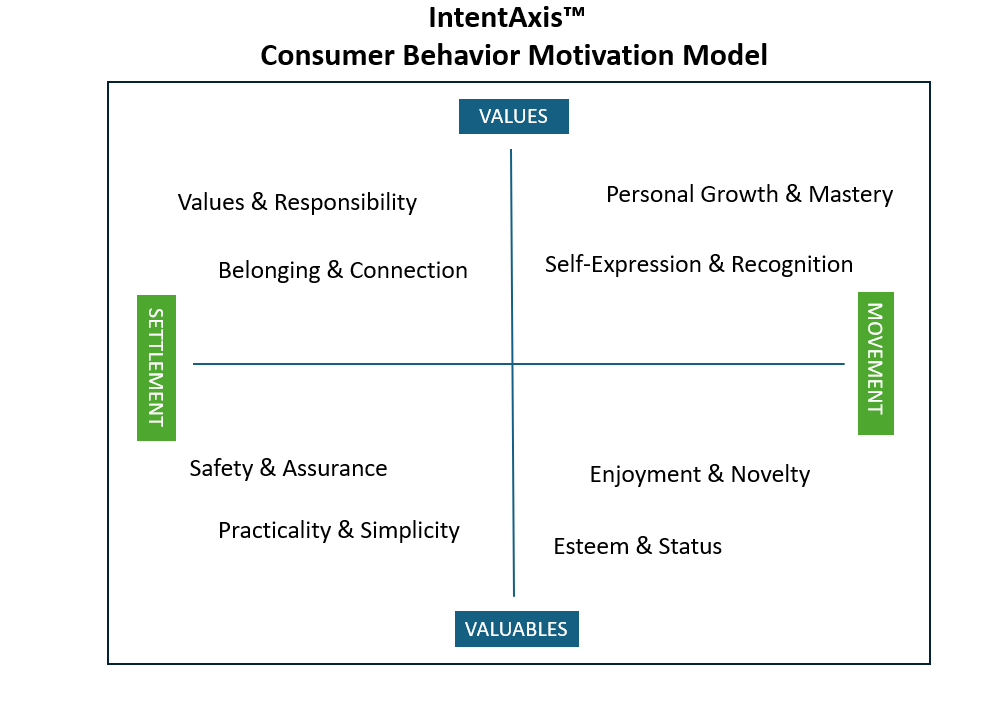 IntentAxis™
Consumer Behavior Motivation Model
VALUES
Values & Responsibility
Personal Growth & Mastery
Belonging & Connection
Self-Expression & Recognition
SETTLEMENT
MOVEMENT
Safety & Assurance
Enjoyment & Novelty
Practicality & Simplicity
Esteem & Status
VALUABLES